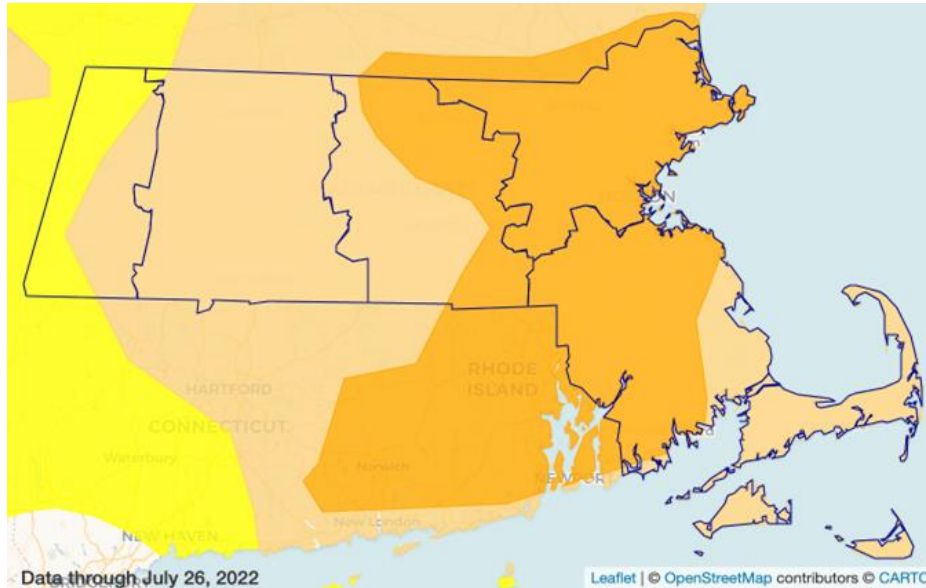 RHODE
ISLAND
HARTFORD
CONNECTICUT
Waterbury
Norwich
NEWPORT
New London
NEW HAVEN
Data through July 26, 2022
Leaflet | © OpenStreetMap contributors © CARTO